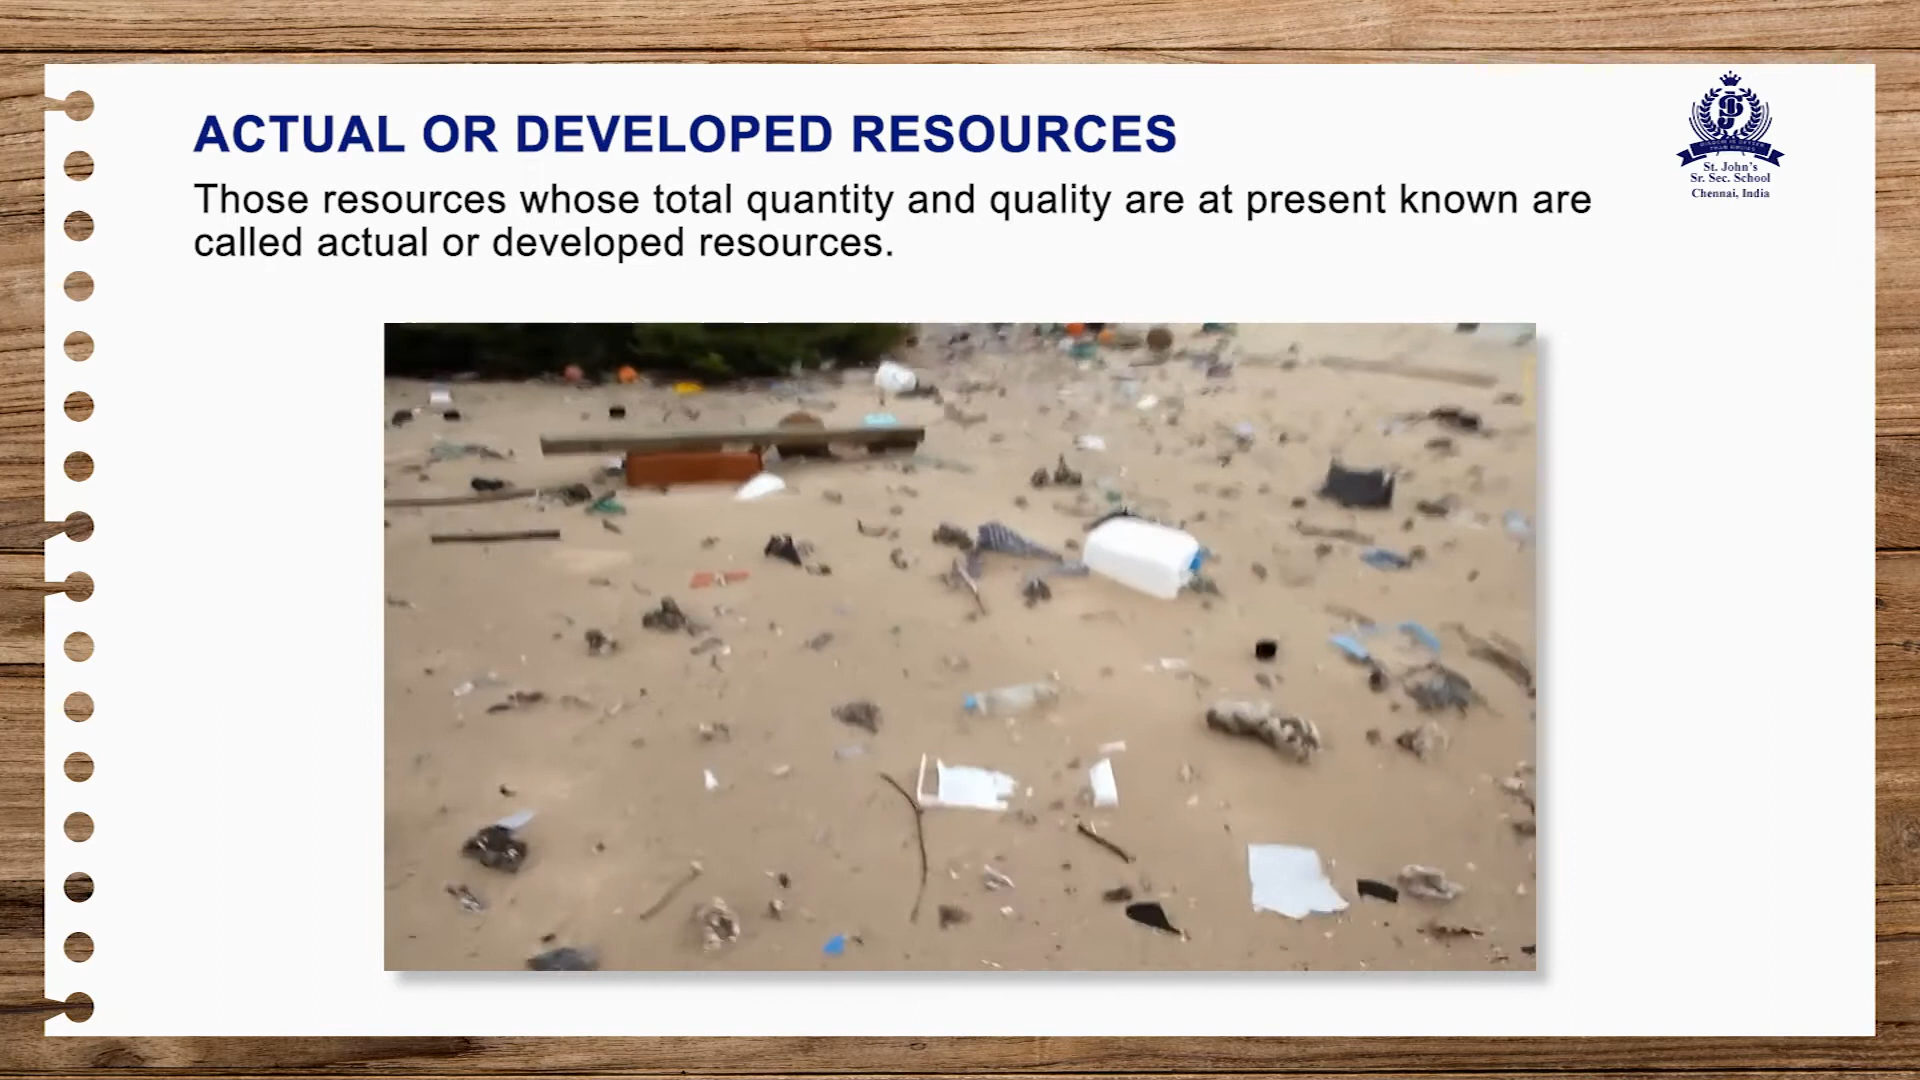 ACTUAL OR DEVELOPED RESOURCES
Those resources whose total quantity and quality are at present known are
called actual or developed resources.
St. John's
Sr. Sec. School
Chennai, India